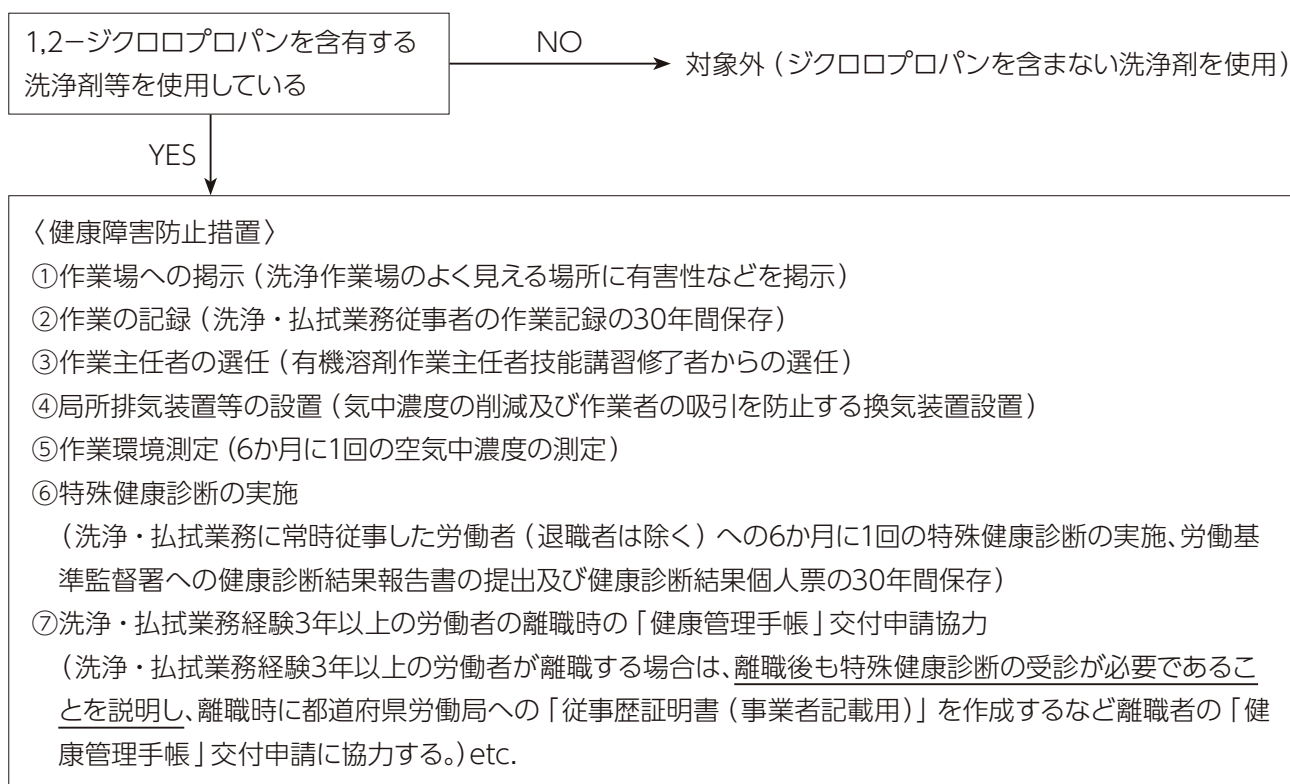 1,2−ジクロロプロパンを含有する
洗浄剤等を使用している
NO
対象外（ジクロロプロパンを含まない洗浄剤を使用）
YES
〈健康障害防止措置〉
①作業場への掲示（洗浄作業場のよく見える場所に有害性などを掲示）
②作業の記録（洗浄・払拭業務従事者の作業記録の30年間保存）
③作業主任者の選任（有機溶剤作業主任者技能講習修了者からの選任）
④局所排気装置等の設置（気中濃度の削減及び作業者の吸引を防止する換気装置設置）
⑤作業環境測定（6か月に1回の空気中濃度の測定）
⑥特殊健康診断の実施
（洗浄・払拭業務に常時従事した労働者（退職者は除く）への6か月に1回の特殊健康診断の実施、労働基
準監督署への健康診断結果報告書の提出及び健康診断結果個人票の30年間保存）
⑦洗浄・払拭業務経験3年以上の労働者の離職時の「健康管理手帳」交付申請協力
（洗浄・払拭業務経験3年以上の労働者が離職する場合は、離職後も特殊健康診断の受診が必要であるこ
とを説明し、離職時に都道府県労働局への「従事歴証明書（事業者記載用）」を作成するなど離職者の「健
康管理手帳」交付申請に協力する。）etc.